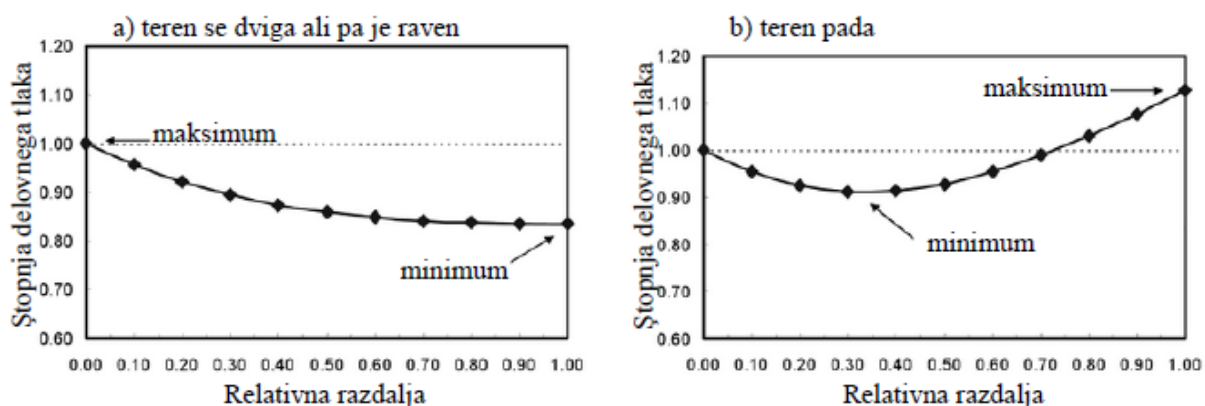 a) teren se dviga ali pa je raven
Stopnja delovnega tlaka
1.20
1.10
1.00
0.90
0.80
0.70
0.60
maksimum
minimum
0.00 0.10 0.20 0.30 0.40 0.50 0.60 0.70 0.80 0.90 1.00
Relativna razdalja
b) teren pada
Stopnja delovnega tlaka
1.20
1.10
1.00
0.90
0.80
0.70
0.60
maksimum
minimum
0.00 0.10 0.20 0.30 0.40 0.50 0.60 0.70 0.80 0.90 1.00
Relativna razdalja